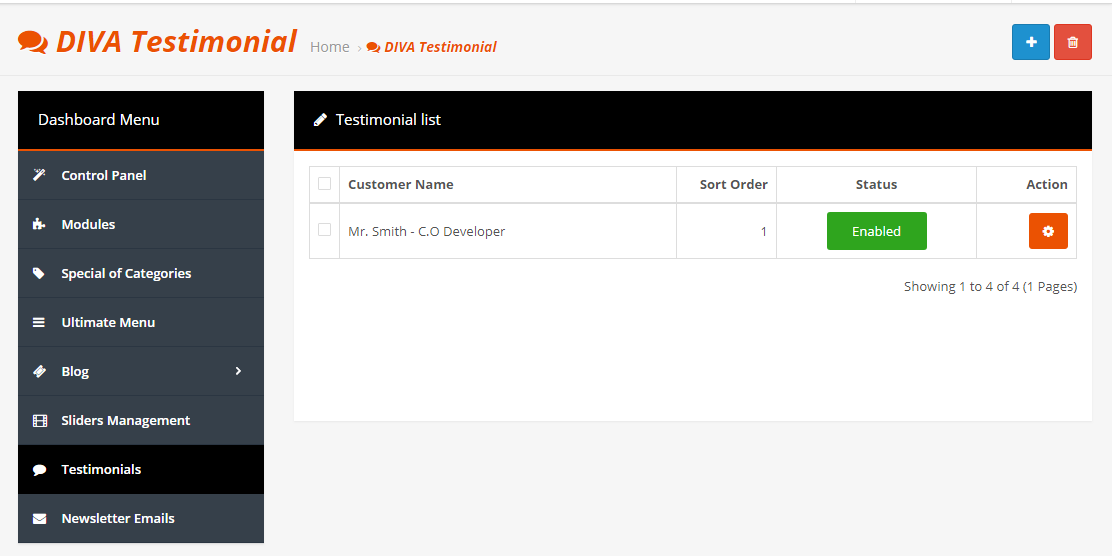 DIVA Testimonial
Home › DIVA Testimonial
Dashboard Menu
Control Panel
Modules
Special of Categories
Ultimate Menu
Blog
Sliders Management
Testimonials
Newsletter Emails
Testimonial list
Customer Name Sort Order Status Action
Mr. Smith - C.O Developer 1 Enabled
Showing 1 to 4 of 4 (1 Pages)